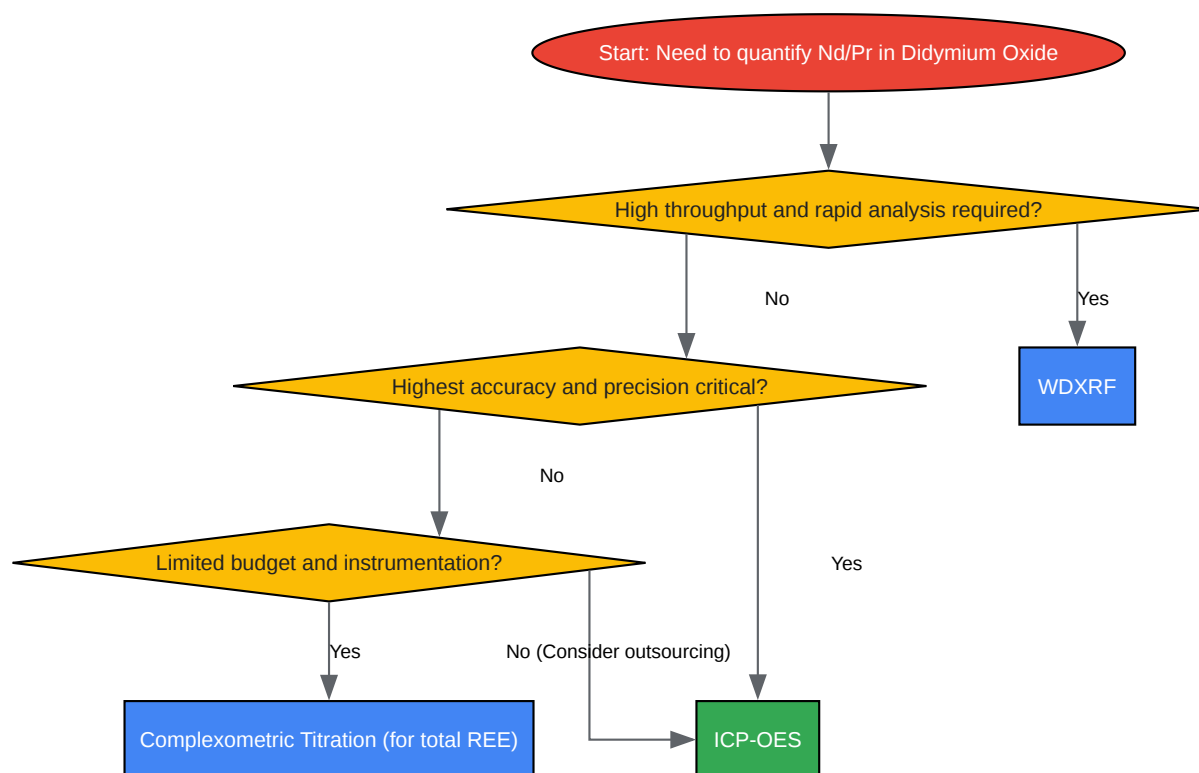 Start: Need to quantify Nd/Pr in Didymium Oxide
High throughput and rapid analysis required?
No
Yes
Highest accuracy and precision critical?
WDXRF
No
Limited budget and instrumentation?
Yes
Yes
No (Consider outsourcing)
Complexometric Titration (for total REE)
ICP-OES